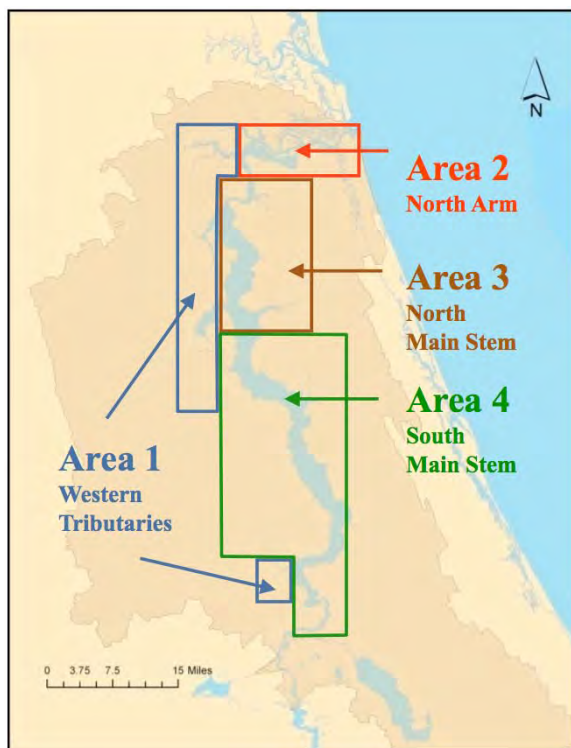 N
Area 2
North Arm
Area 3
North
Main Stem
Area 4
South
Main Stem
Area 1
Western
Tributaries
0 3.75 7.5 15 Miles